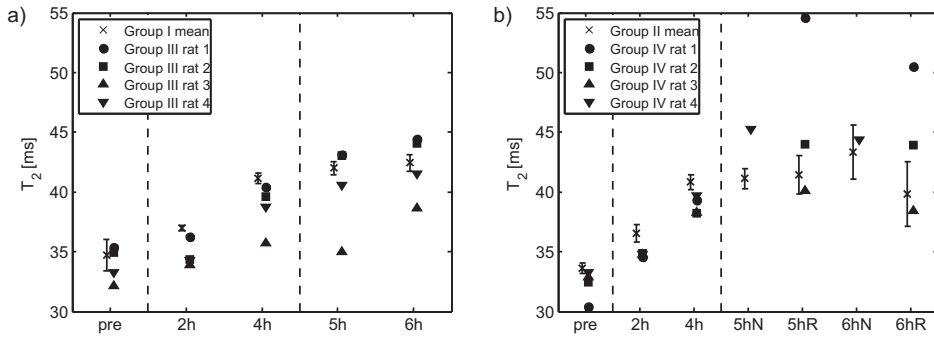 a)
T2 [ms]
55
50
45
40
35
30
Group I mean
Group III rat 1
Group III rat 2
Group III rat 3
Group III rat 4
pre 2h 4h 5h 6h
b)
T2 [ms]
55
50
45
40
35
30
Group II mean
Group IV rat 1
Group IV rat 2
Group IV rat 3
Group IV rat 4
pre 2h 4h 5hN 5hR 6hN 6hR